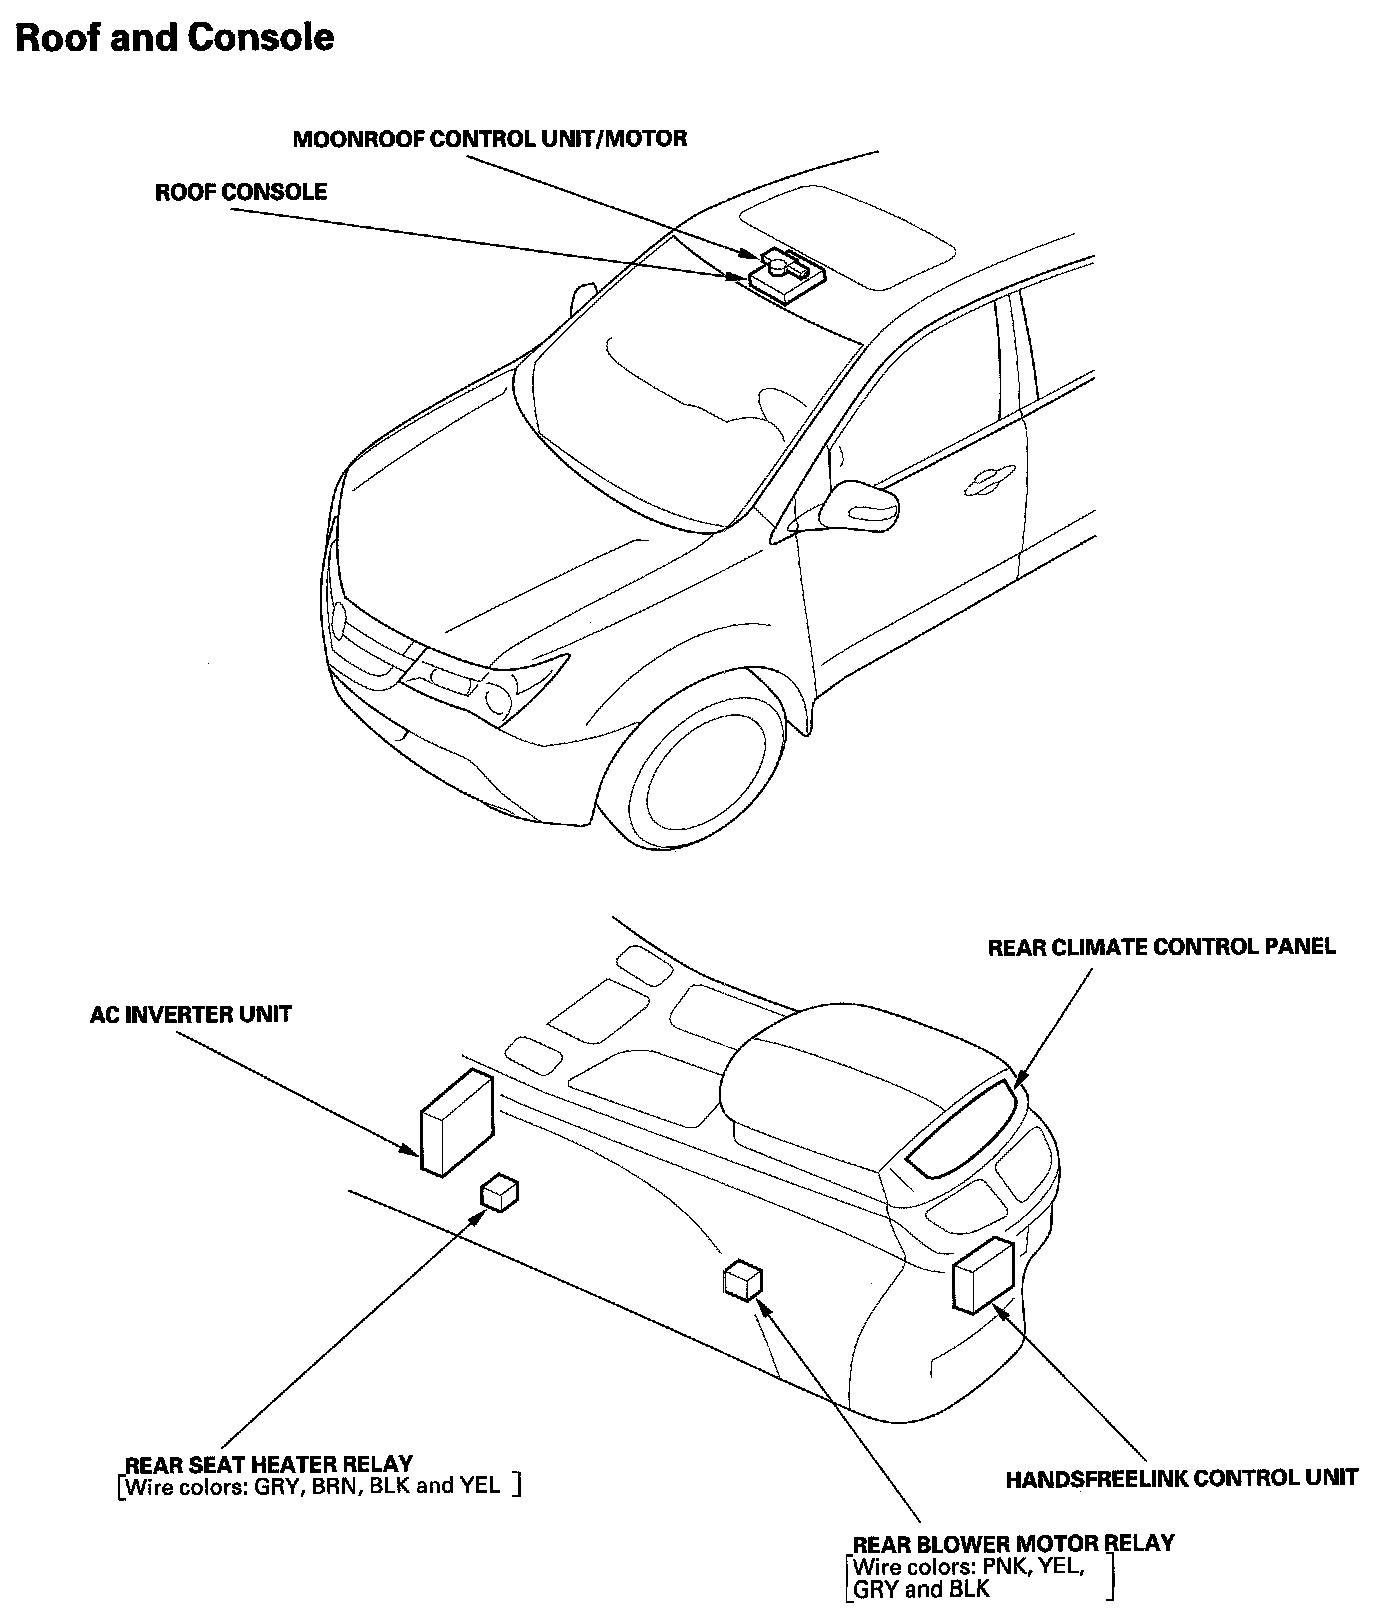 Roof and Console
MOONROOF CONTROL UNIT/MOTOR
ROOF CONSOLE
REAR CLIMATE CONTROL PANEL
AC INVERTER UNIT
REAR SEAT HEATER RELAY
[Wire colors: GRY, BRN, BLK and YEL ]
HANDSFREELINK CONTROL UNIT
REAR BLOWER MOTOR RELAY
[Wire colors: PNK, YEL,
GRY and BLK ]